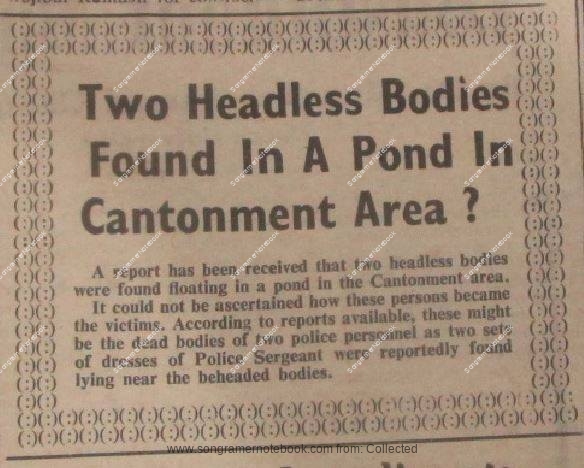 Two Headless Bodies
Found In A Pond In
Cantonment Area ?
A report has been received that two headless bodies
were found floating in a pond in the Cantonment area.
It could not be ascertained how these persons became
the victims. According to reports available, these might
be the dead bodies of two police personnel as two sets
of dresses of Police Sergeant were reportedly found
lying near the beheaded bodies.
www.songramernotebook.com from: Collected